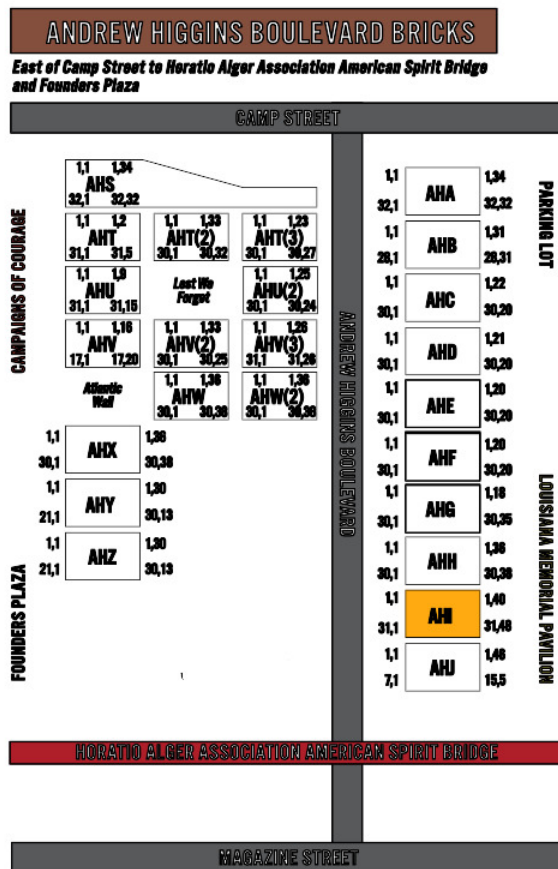 ANDREW HIGGINS BOULEVARD BRICKS
East of Camp Street to Horatio Alger Association American Spirit Bridge
and Founders Plaza
CAMP STREET
CAMPAIGNS OF COURAGE
FOUNDERS PLAZA
1,1 1,34
AHS
32,1 32,32
1,1 1,2
AHT
31,1 31,5
1,1 1,33
AHT(2)
30,1 30,32
1,1 1,23
AHT(3)
30,1 30,27
1,1 1,9
AHU
31,1 31,15
Lest We
Forget
1,1 1,25
AHU(2)
30,1 30,24
1,1 1,16
AHV
17,1 17,20
1,1 1,33
AHV(2)
30,1 30,25
1,1 1,26
AHV(3)
31,1 31,26
Atlantic
Wall
1,1 1,36
AHW
30,1 30,38
1,1 1,36
AHW(2)
30,1 30,38
1,1 1,36
AHX
30,1 30,38
1,1 1,30
AHY
21,1 30,13
1,1 1,30
AHZ
21,1 30,13
ANDREW HIGGINS BOULEVARD
1,1 1,34
AHA
32,1 32,32
1,1 1,31
AHB
28,1 28,31
1,1 1,22
AHC
30,1 30,20
1,1 1,21
AHD
30,1 30,20
1,1 1,20
AHE
30,1 30,20
1,1 1,20
AHF
30,1 30,20
1,1 1,18
AHG
30,1 30,35
1,1 1,36
AHH
30,1 30,38
1,1 1,40
AHI
31,1 31,48
1,1 1,46
AHJ
7,1 15,5
PARKING LOT
LOUISIANA MEMORIAL PAVILION
HORATIO ALGER ASSOCIATION AMERICAN SPIRIT BRIDGE
MAGAZINE STREET